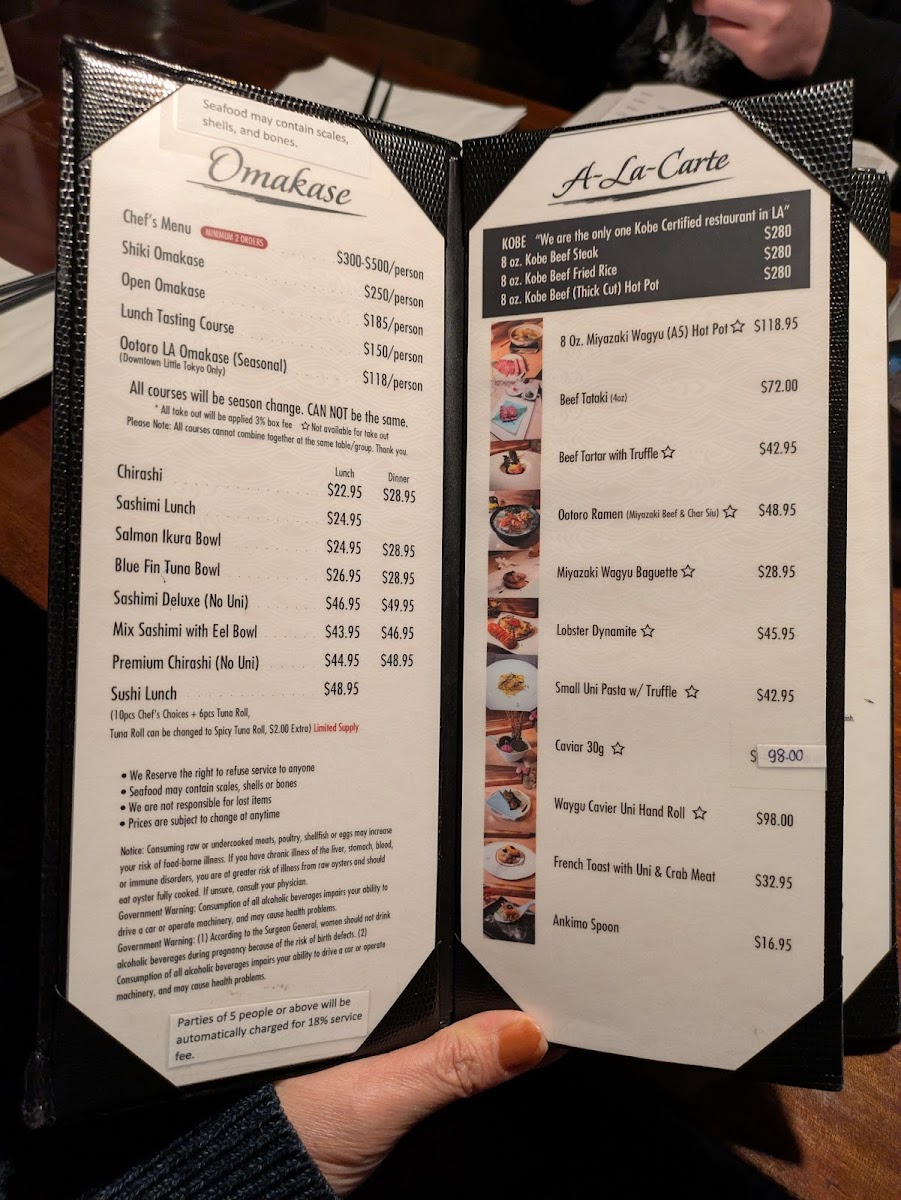 Seafood may contain scales,
shells, and bones.
Omakase
Chef's Menu MINIMUM 2 ORDERS $300-$500/person
Shiki Omakase $250/person
Open Omakase $185/person
Lunch Tasting Course $150/person
Ootoro LA Omakase (Seasonal) $118/person
(Downtown Little Tokyo Only)
All courses will be season change. CAN NOT be the same.
* All take out will be applied 3% box fee ☆ Not available for take out
Please Note: All courses cannot combine together at the same table/group. Thank you.
Lunch Dinner
Chirashi $22.95 $28.95
Sashimi Lunch $24.95
Salmon Ikura Bowl $24.95 $28.95
Blue Fin Tuna Bowl $26.95 $28.95
Sashimi Deluxe (No Uni) $46.95 $49.95
Mix Sashimi with Eel Bowl $43.95 $46.95
Premium Chirashi (No Uni) $44.95 $48.95
Sushi Lunch $48.95
(10pcs Chef's Choices + 6pcs Tuna Roll,
Tuna Roll can be changed to Spicy Tuna Roll, $2.00 Extra) Limited Supply
• We Reserve the right to refuse service to anyone
• Seafood may contain scales, shells or bones
• We are not responsible for lost items
• Prices are subject to change at anytime
Notice: Consuming raw or undercooked meats, poultry, shellfish or eggs may increase
your risk of food-borne illness. If you have chronic illness of the liver, stomach, blood,
or immune disorders, you are at greater risk of illness from raw oysters and should
eat oyster fully cooked. If unsure, consult your physician.
Government Warning: Consumption of all alcoholic beverages impairs your ability to
drive a car or operate machinery, and may cause health problems.
Government Warning: (1) According to the Surgeon General, women should not drink
alcoholic beverages during pregnancy because of the risk of birth defects. (2)
Consumption of all alcoholic beverages impairs your ability to drive a car or operate
machinery, and may cause health problems.
Parties of 5 people or above will be
automatically charged for 18% service
fee.
A-La-Carte
KOBE "We are the only one Kobe Certified restaurant in LA"
8 oz. Kobe Beef Steak $280
8 oz. Kobe Beef Fried Rice $280
8 oz. Kobe Beef (Thick Cut) Hot Pot $280
8 Oz. Miyazaki Wagyu (A5) Hot Pot ☆ $118.95
Beef Tataki (4oz) $72.00
Beef Tartar with Truffle ☆ $42.95
Ootoro Ramen (Miyazaki Beef & Char Siu) ☆ $48.95
Miyazaki Wagyu Baguette ☆ $28.95
Lobster Dynamite ☆ $45.95
Small Uni Pasta w/ Truffle ☆ $42.95
Caviar 30g ☆ $ 98.00
Waygu Cavier Uni Hand Roll ☆ $98.00
French Toast with Uni & Crab Meat $32.95
Ankimo Spoon $16.95